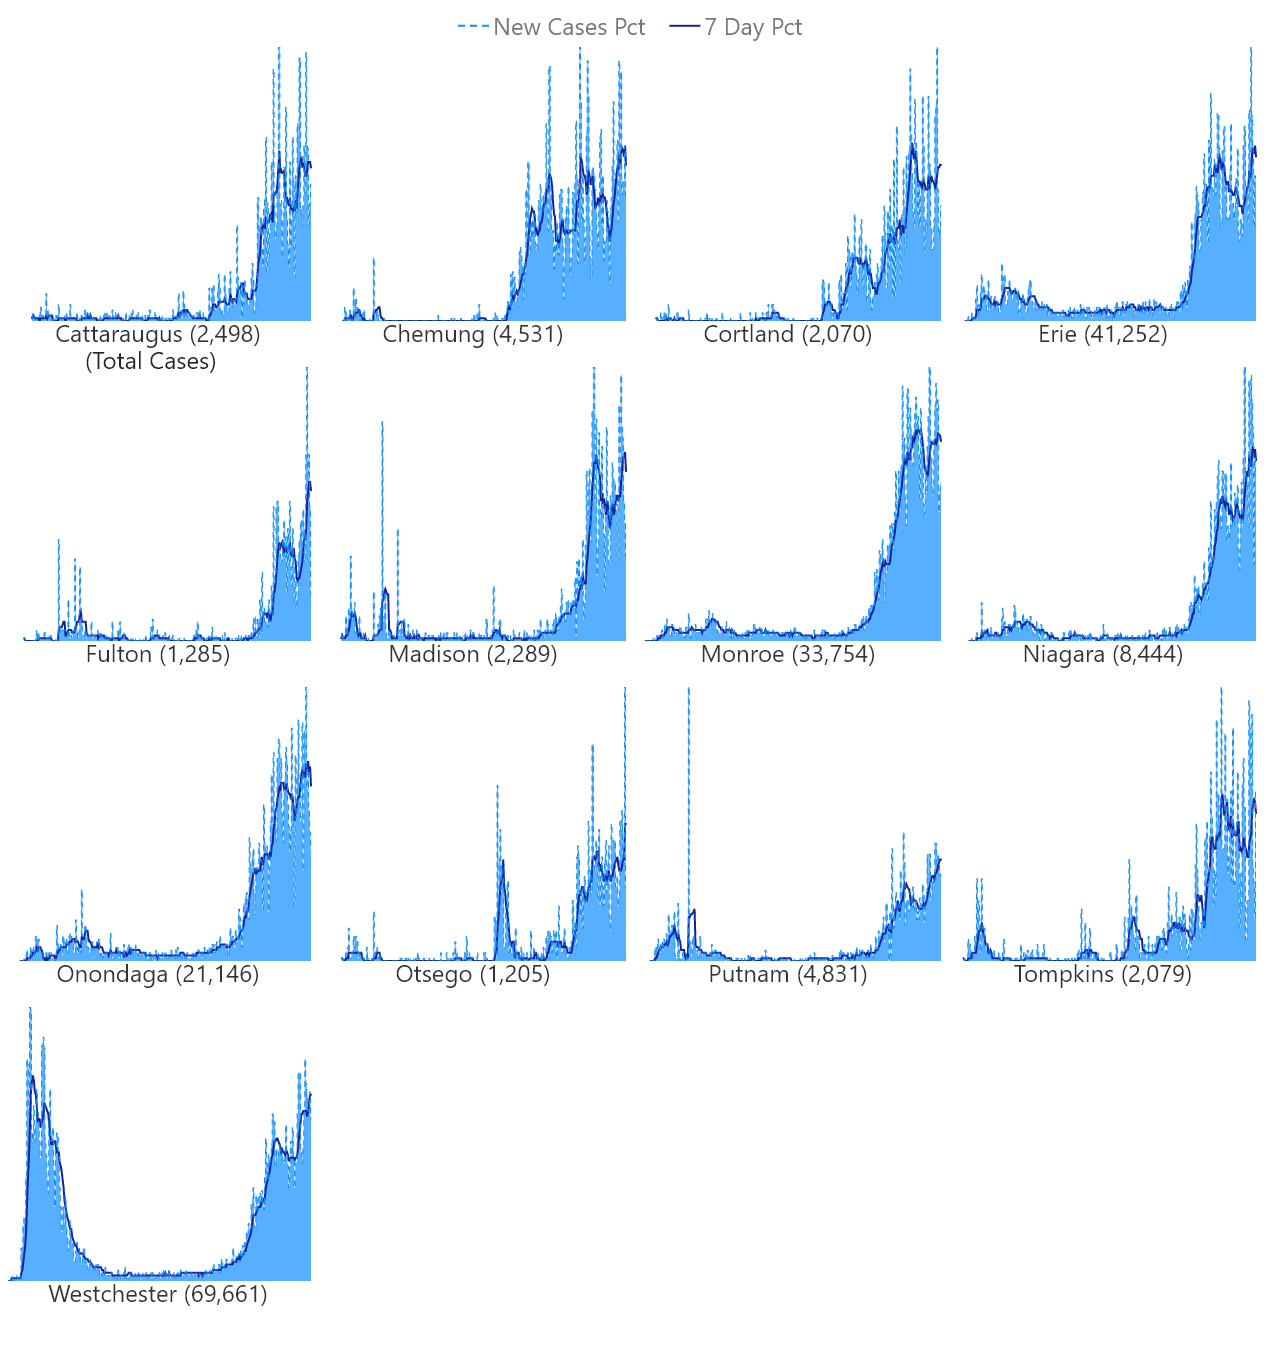 New Cases Pct 7 Day Pct
Cattaraugus (2,498)
(Total Cases)
Chemung (4,531)
Cortland (2,070)
Erie (41,252)
Fulton (1,285)
Madison (2,289)
Monroe (33,754)
Niagara (8,444)
Onondaga (21,146)
Otsego (1,205)
Putnam (4,831)
Tompkins (2,079)
Westchester (69,661)